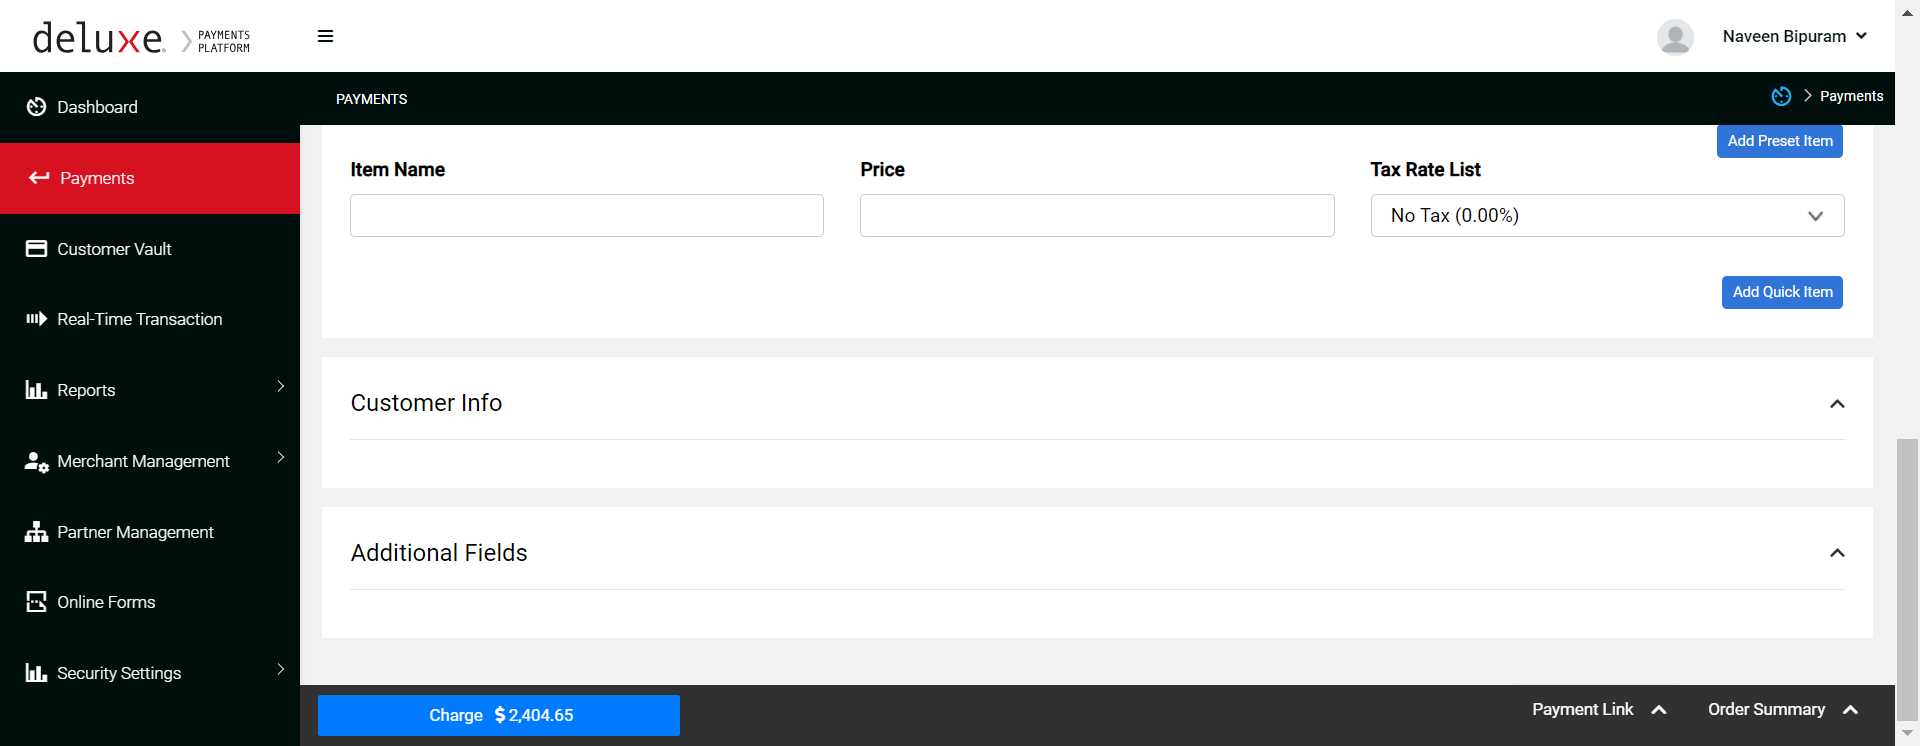 deluxe.
PAYMENTS
PLATFORM
Naveen Bipuram
PAYMENTS
Payments
Dashboard
Payments
Customer Vault
Real-Time Transaction
Reports
Merchant Management
Partner Management
Online Forms
Security Settings
Add Preset Item
Item Name
Price
Tax Rate List
No Tax (0.00%)
Add Quick Item
Customer Info
Additional Fields
Charge $2,404.65
Payment Link
Order Summary